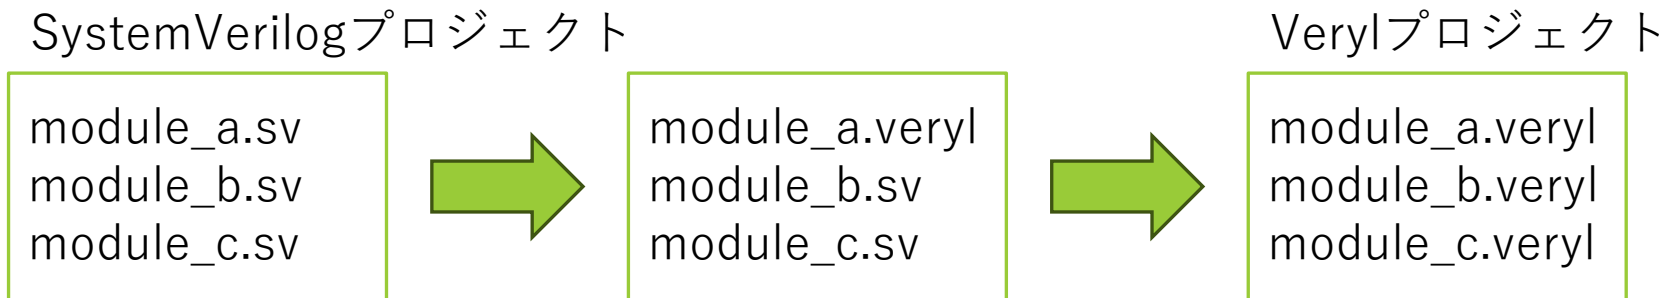 SystemVerilogプロジェクト
Verylプロジェクト
module_a.sv
module_b.sv
module_c.sv
module_a.veryl
module_b.sv
module_c.sv
module_a.veryl
module_b.veryl
module_c.veryl